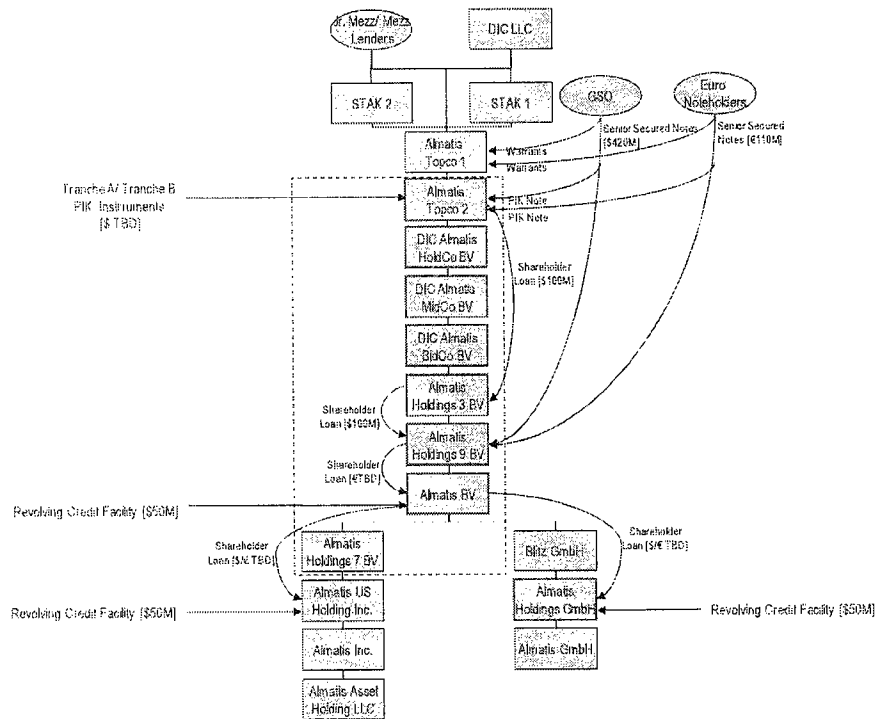 Jr. Mezz/ Mezz
Lenders
DIC LLC
STAK 2
STAK 1
GSO
Euro
Noteholders
Senior Secured Notes
[$420M]
Senior Secured
Notes [€110M]
Almatis
Topco 1
Warrants
Warrants
Tranche A/ Tranche B
PIK Instruments
[$ TBD]
Almatis
Topco 2
PIK Note
PIK Note
DIC Almatis
HoldCo BV
Shareholder
Loan [$100M]
DIC Almatis
MidCo BV
DIC Almatis
BidCo BV
Almatis
Holdings 3 BV
Shareholder
Loan [$100M]
Almatis
Holdings 9 BV
Shareholder
Loan [€TBD]
Almatis BV
Revolving Credit Facility [$50M]
Shareholder
Loan [$/€ TBD]
Almatis
Holdings 7 BV
Blitz GmbH
Shareholder
Loan [$/€ TBD]
Revolving Credit Facility [$50M]
Almatis US
Holding Inc.
Almatis
Holdings GmbH
Revolving Credit Facility [$50M]
Almatis Inc.
Almatis GmbH
Almatis Asset
Holding LLC